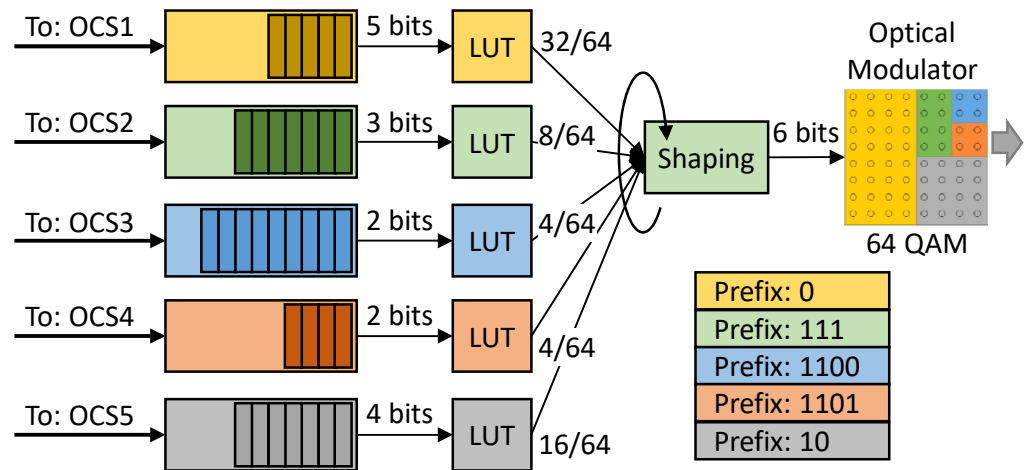 To: OCS1
5 bits
LUT
32/64
To: OCS2
3 bits
LUT
8/64
To: OCS3
2 bits
LUT
4/64
To: OCS4
2 bits
LUT
4/64
To: OCS5
4 bits
LUT
16/64
Shaping
6 bits
Optical
Modulator
64 QAM
Prefix: 0
Prefix: 111
Prefix: 1100
Prefix: 1101
Prefix: 10